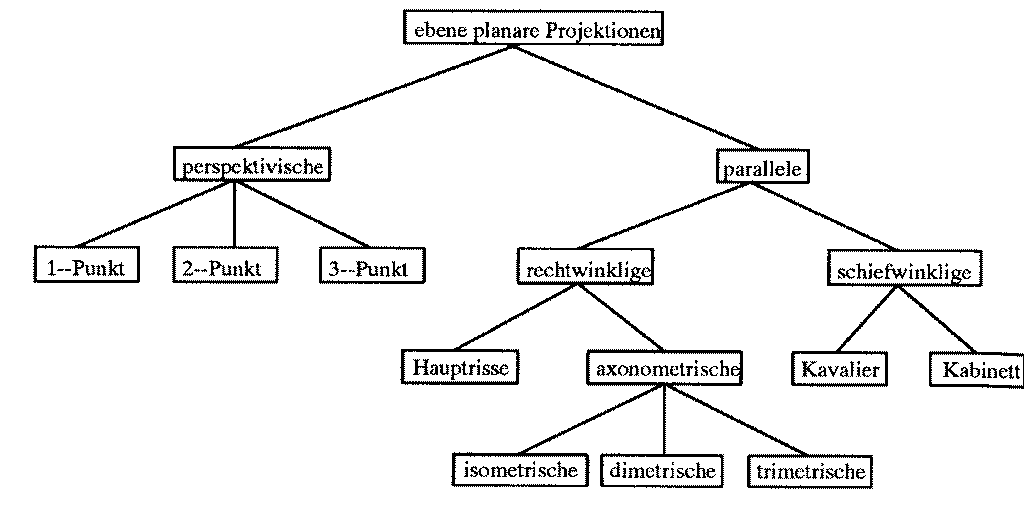 ebene planare Projektionen
perspektivische
parallele
1--Punkt
2--Punkt
3--Punkt
rechtwinklige
schiefwinklige
Hauptrisse
axonometrische
Kavalier
Kabinett
isometrische
dimetrische
trimetrische